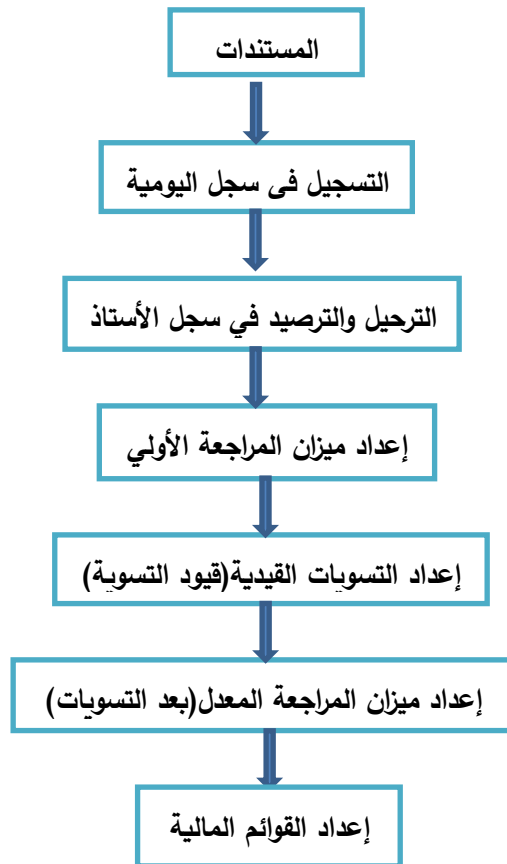 المستندات
التسجيل فى سجل اليومية
الترحيل والترصيد في سجل الأستاذ
إعداد ميزان المراجعة الأولي
إعداد التسويات القيدية(قيود التسوية)
إعداد ميزان المراجعة المعدل(بعد التسويات)
إعداد القوائم المالية